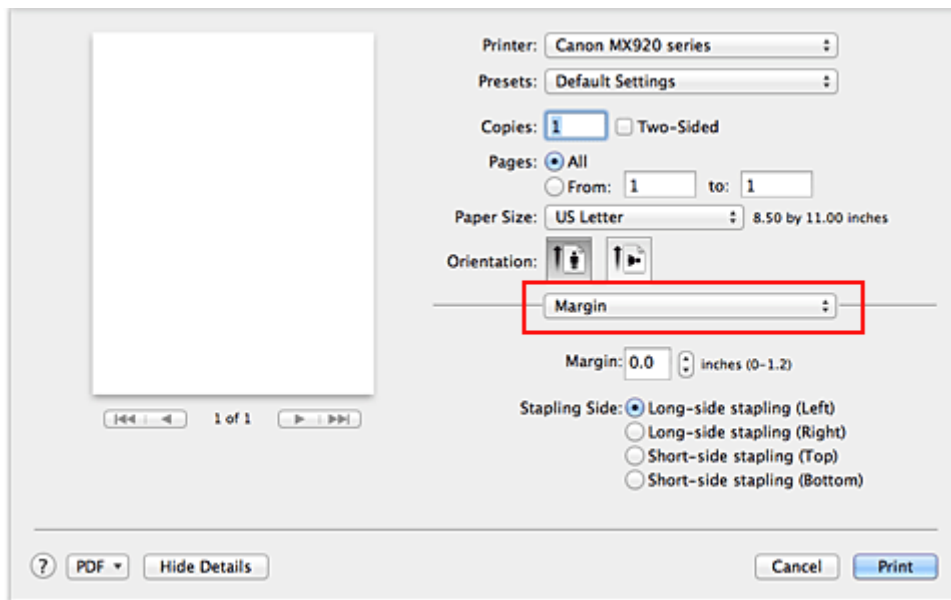 Printer: Canon MX920 series
Presets: Default Settings
Copies: 1 Two-Sided
Pages: All
From: 1 to: 1
Paper Size: US Letter 8.50 by 11.00 inches
Orientation:
Margin
Margin: 0.0 inches (0-1.2)
1 of 1
Stapling Side: Long-side stapling (Left)
Long-side stapling (Right)
Short-side stapling (Top)
Short-side stapling (Bottom)
? PDF Hide Details Cancel Print